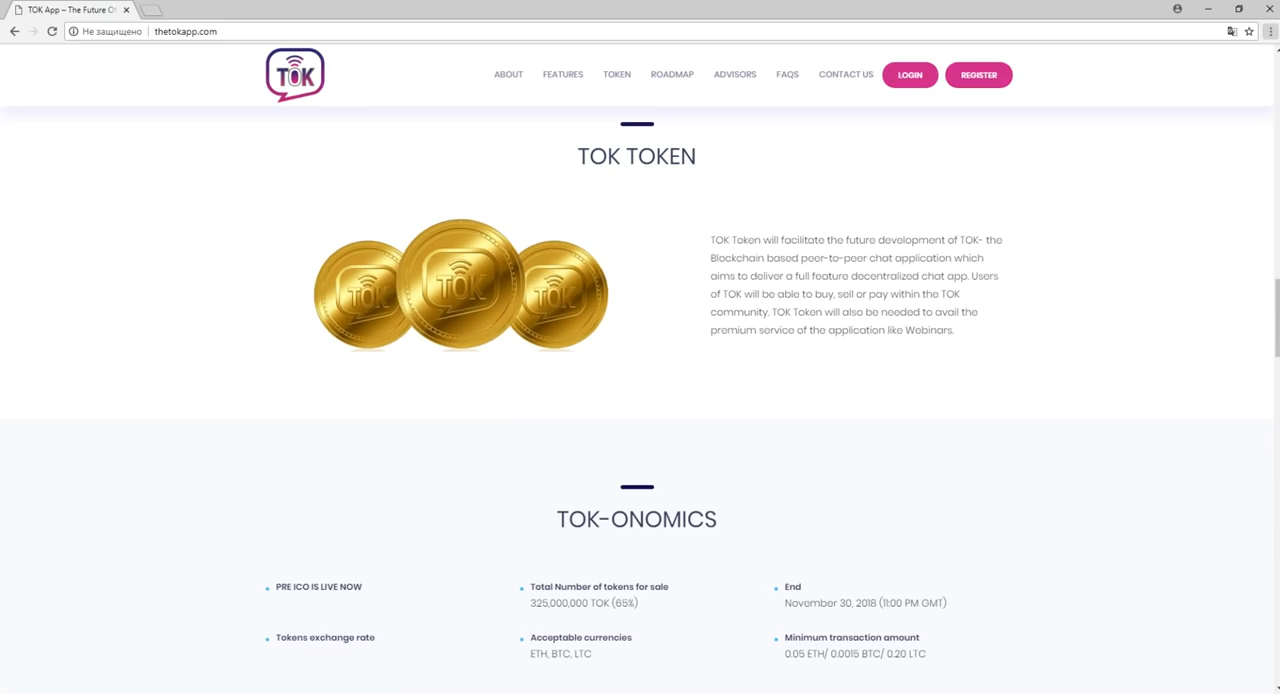 TOK App – The Future O
Не защищено
thetokapp.com
TOK
ABOUT
FEATURES
TOKEN
ROADMAP
ADVISORS
FAQS
CONTACT US
LOGIN
REGISTER
TOK TOKEN
TOK
TOK
TOK
TOK Token will facilitate the future development of TOK- the
Blockchain based peer-to-peer chat application which
aims to deliver a full feature decentralized chat app. Users
of TOK will be able to buy, sell or pay within the TOK
community. TOK Token will also be needed to avail the
premium service of the application like Webinars.
TOK-ONOMICS
PRE ICO IS LIVE NOW
Total Number of tokens for sale
325,000,000 TOK (65%)
End
November 30, 2018 (11:00 PM GMT)
Tokens exchange rate
Acceptable currencies
ETH, BTC, LTC
Minimum transaction amount
0.05 ETH/ 0.0015 BTC/ 0.20 LTC